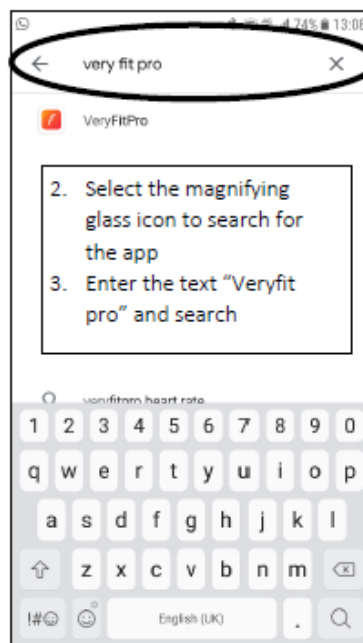 74% 13:08
very fit pro
VeryFitPro
2. Select the magnifying
glass icon to search for
the app
3. Enter the text “Veryfit
pro” and search
veryfitpro heart rate
1 2 3 4 5 6 7 8 9 0
q w e r t y u i o p
a s d f g h j k l
z x c v b n m
!#☺ English (UK) .